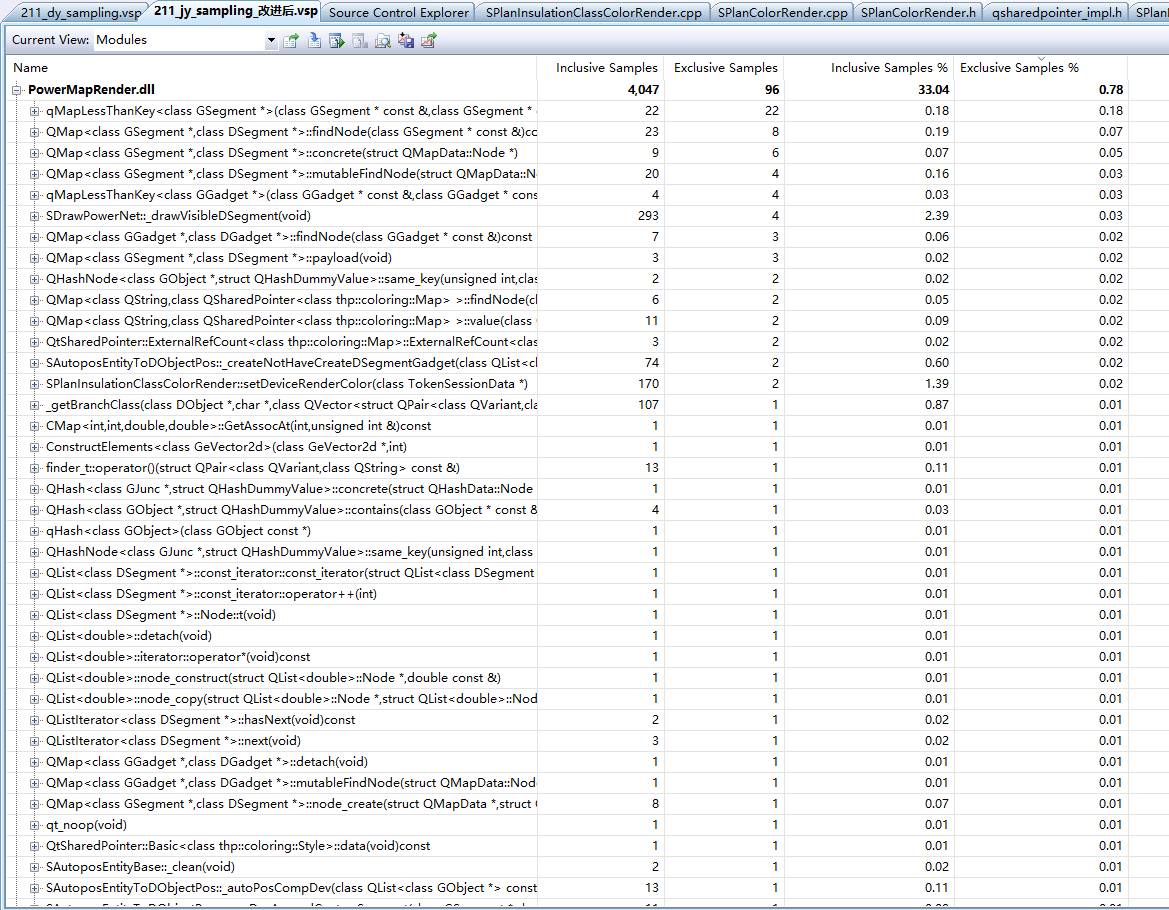 211_dy_sampling.vsp 211_jy_sampling_改进后.vsp Source Control Explorer SPlanInsulationClassColorRender.cpp SPlanColorRender.cpp SPlanColorRender.h qsharedpointer_impl.h SPlan
Current View: Modules
Name Inclusive Samples Exclusive Samples Inclusive Samples % Exclusive Samples %
PowerMapRender.dll 4,047 96 33.04 0.78
qMapLessThanKey<class GSegment *>(class GSegment * const &,class GSegment * 22 22 0.18 0.18
QMap<class GSegment *,class DSegment *>::findNode(class GSegment * const &)co 23 8 0.19 0.07
QMap<class GSegment *,class DSegment *>::concrete(struct QMapData::Node *) 9 6 0.07 0.05
QMap<class GSegment *,class DSegment *>::mutableFindNode(struct QMapData::N 20 4 0.16 0.03
qMapLessThanKey<class GGadget *>(class GGadget * const &,class GGadget * cons 4 4 0.03 0.03
SDrawPowerNet::_drawVisibleDSegment(void) 293 4 2.39 0.03
QMap<class GGadget *,class DGadget *>::findNode(class GGadget * const &)const 7 3 0.06 0.02
QMap<class GSegment *,class DSegment *>::payload(void) 3 3 0.02 0.02
QHashNode<class GObject *,struct QHashDummyValue>::same_key(unsigned int,clas 2 2 0.02 0.02
QMap<class QString,class QSharedPointer<class thp::coloring::Map> >::findNode(cl 6 2 0.05 0.02
QMap<class QString,class QSharedPointer<class thp::coloring::Map> >::value(class 11 2 0.09 0.02
QtSharedPointer::ExternalRefCount<class thp::coloring::Map>::ExternalRefCount<clas 3 2 0.02 0.02
SAutoposEntityToDObjectPos::_createNotHaveCreateDSegmentGadget(class QList<cl 74 2 0.60 0.02
SPlanInsulationClassColorRender::setDeviceRenderColor(class TokenSessionData *) 170 2 1.39 0.02
_getBranchClass(class DObject *,char *,class QVector<struct QPair<class QVariant,cla 107 1 0.87 0.01
CMap<int,int,double,double>::GetAssocAt(int,unsigned int &)const 1 1 0.01 0.01
ConstructElements<class GeVector2d>(class GeVector2d *,int) 1 1 0.01 0.01
finder_t::operator()(struct QPair<class QVariant,class QString> const &) 13 1 0.11 0.01
QHash<class GJunc *,struct QHashDummyValue>::concrete(struct QHashData::Node 1 1 0.01 0.01
QHash<class GObject *,struct QHashDummyValue>::contains(class GObject * const & 4 1 0.03 0.01
qHash<class GObject>(class GObject const *) 1 1 0.01 0.01
QHashNode<class GJunc *,struct QHashDummyValue>::same_key(unsigned int,class 1 1 0.01 0.01
QList<class DSegment *>::const_iterator::const_iterator(struct QList<class DSegment 1 1 0.01 0.01
QList<class DSegment *>::const_iterator::operator++(int) 1 1 0.01 0.01
QList<class DSegment *>::Node::t(void) 1 1 0.01 0.01
QList<double>::detach(void) 1 1 0.01 0.01
QList<double>::iterator::operator*(void)const 1 1 0.01 0.01
QList<double>::node_construct(struct QList<double>::Node *,double const &) 1 1 0.01 0.01
QList<double>::node_copy(struct QList<double>::Node *,struct QList<double>::Nod 1 1 0.01 0.01
QListIterator<class DSegment *>::hasNext(void)const 2 1 0.02 0.01
QListIterator<class DSegment *>::next(void) 3 1 0.02 0.01
QMap<class GGadget *,class DGadget *>::detach(void) 1 1 0.01 0.01
QMap<class GGadget *,class DGadget *>::mutableFindNode(struct QMapData::Nod 1 1 0.01 0.01
QMap<class GSegment *,class DSegment *>::node_create(struct QMapData *,struct 8 1 0.07 0.01
qt_noop(void) 1 1 0.01 0.01
QtSharedPointer::Basic<class thp::coloring::Style>::data(void)const 1 1 0.01 0.01
SAutoposEntityBase::_clean(void) 2 1 0.02 0.01
SAutoposEntityToDObjectPos::_autoPosCompDev(class QList<class GObject *> const 13 1 0.11 0.01